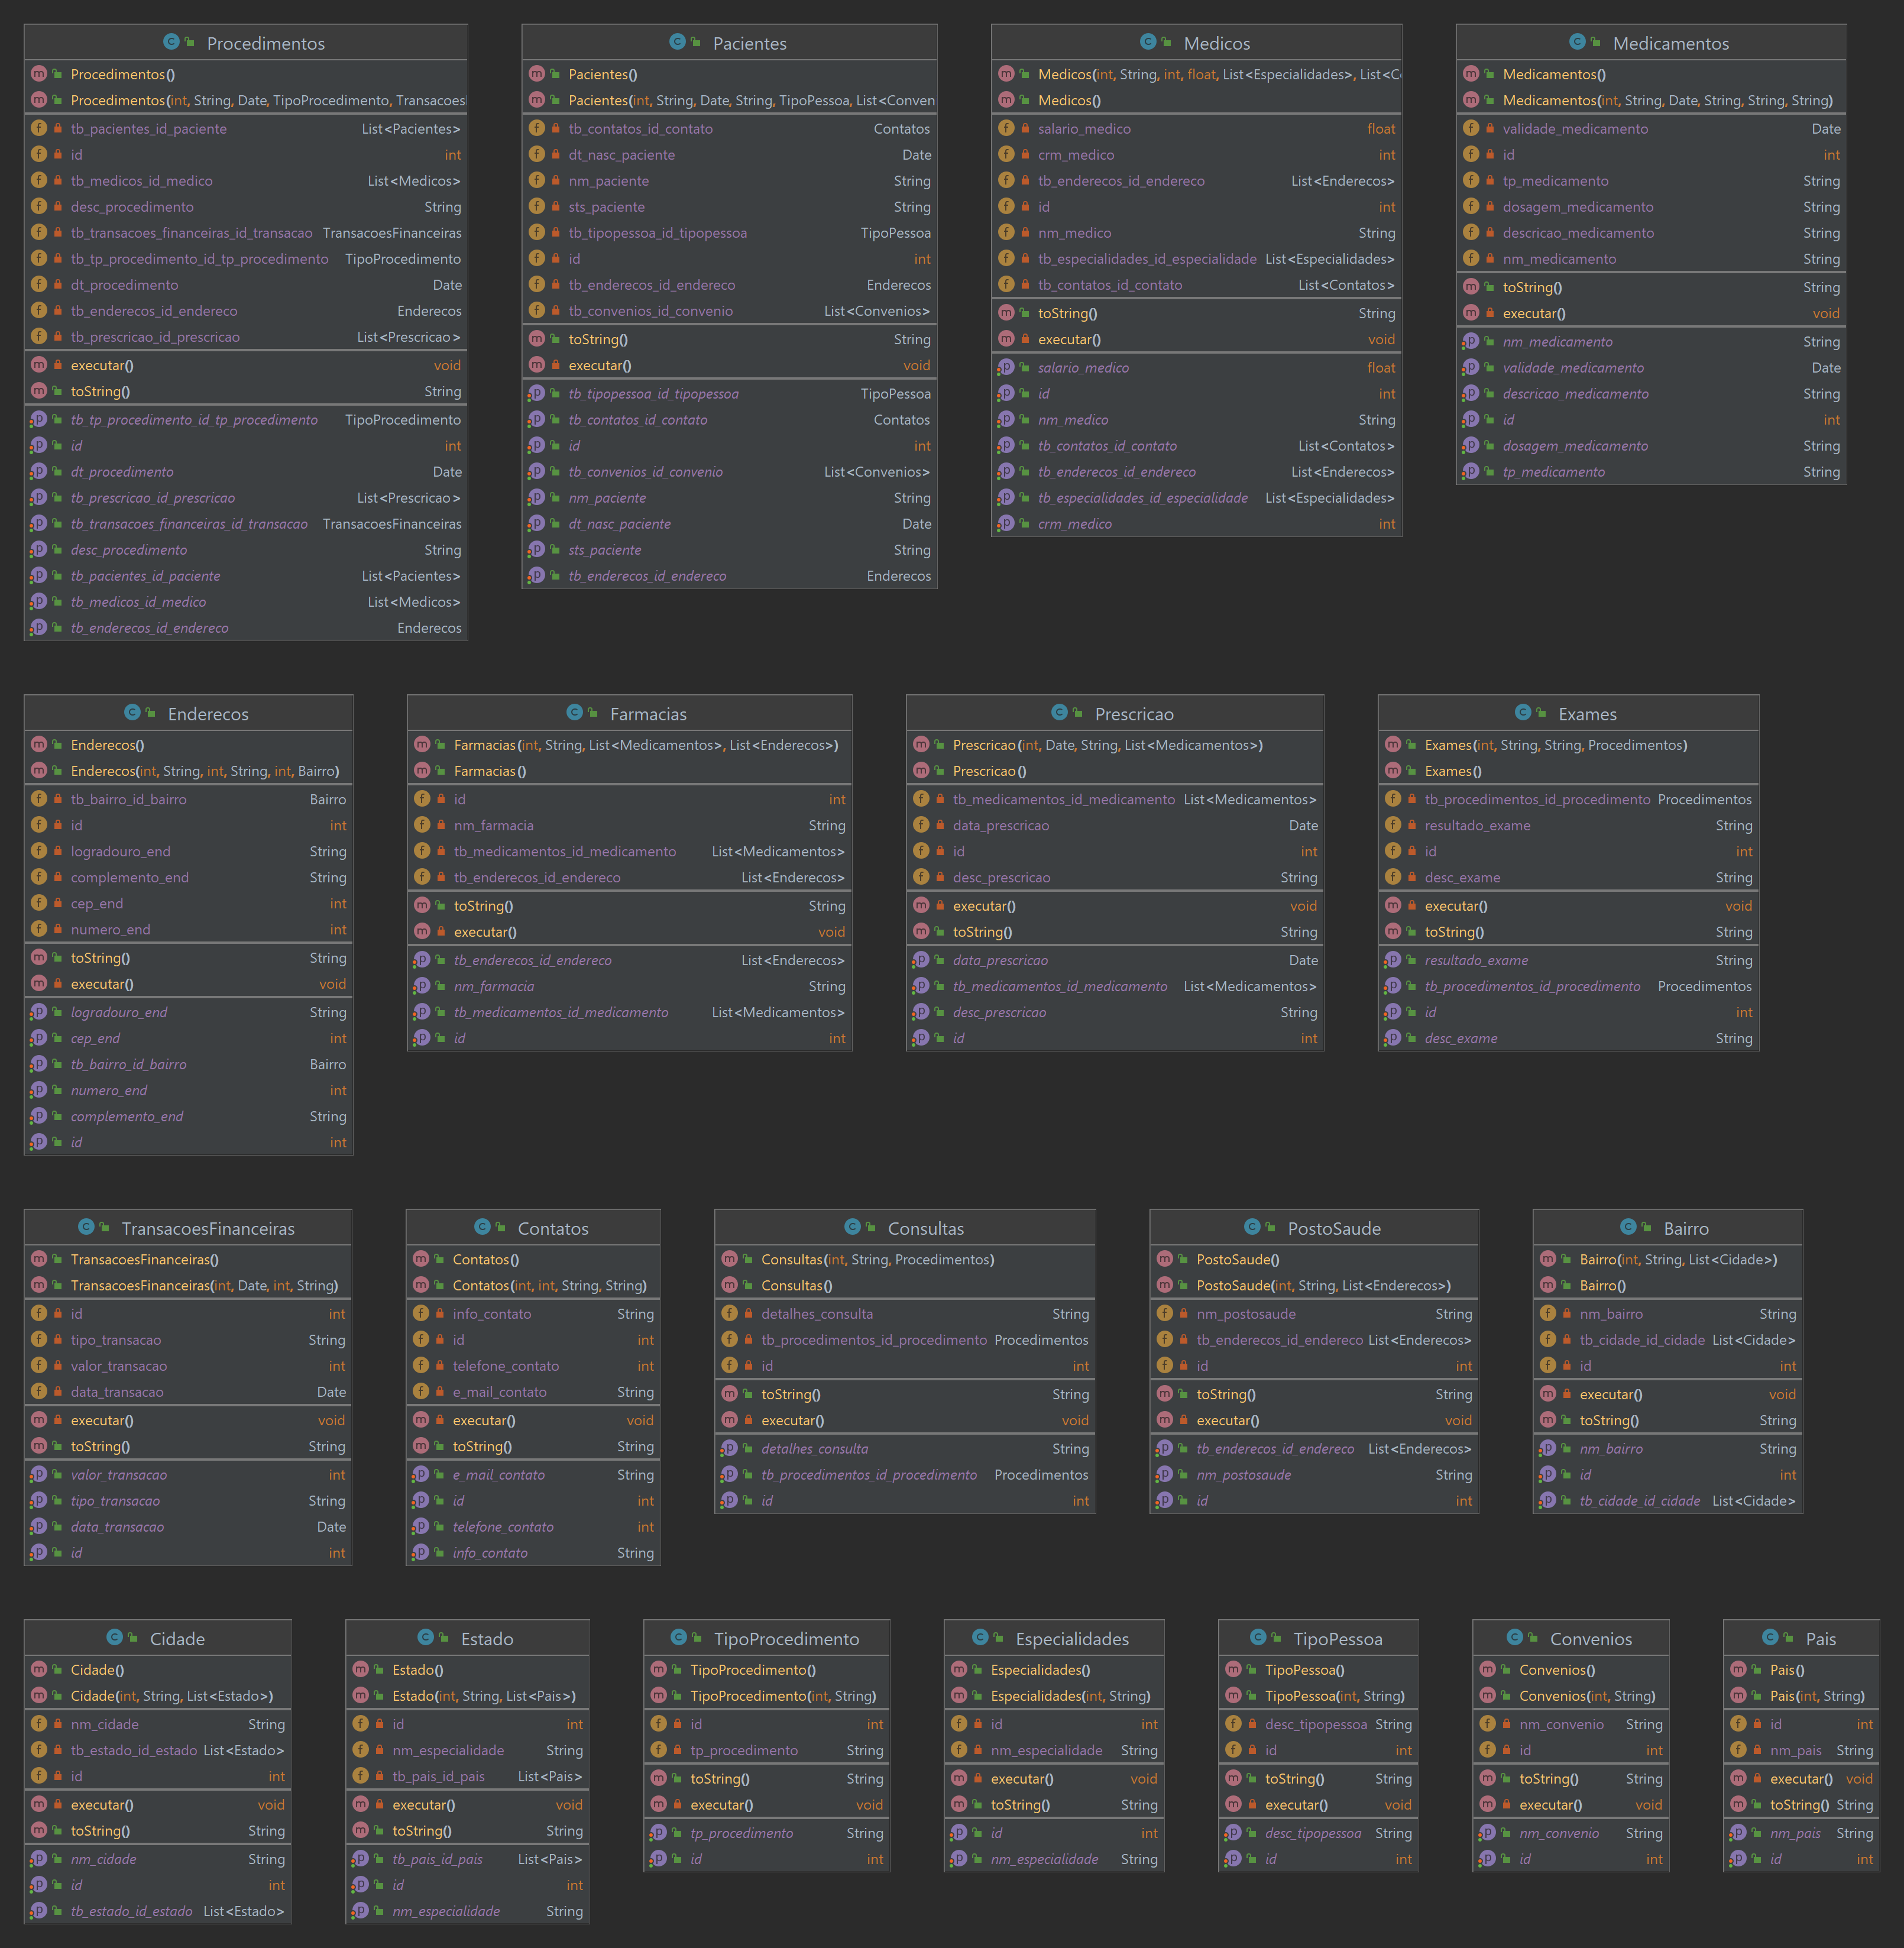 Procedimentos
Procedimentos()
Procedimentos(int, String, Date, TipoProcedimento, Transacoes
tb_pacientes_id_paciente List<Pacientes>
id int
tb_medicos_id_medico List<Medicos>
desc_procedimento String
tb_transacoes_financeiras_id_transacao TransacoesFinanceiras
tb_tp_procedimento_id_tp_procedimento TipoProcedimento
dt_procedimento Date
tb_enderecos_id_endereco Enderecos
tb_prescricao_id_prescricao List<Prescricao>
executar() void
toString() String
tb_tp_procedimento_id_tp_procedimento TipoProcedimento
id int
dt_procedimento Date
tb_prescricao_id_prescricao List<Prescricao>
tb_transacoes_financeiras_id_transacao TransacoesFinanceiras
desc_procedimento String
tb_pacientes_id_paciente List<Pacientes>
tb_medicos_id_medico List<Medicos>
tb_enderecos_id_endereco Enderecos
Pacientes
Pacientes()
Pacientes(int, String, Date, String, TipoPessoa, List<Conven
tb_contatos_id_contato Contatos
dt_nasc_paciente Date
nm_paciente String
sts_paciente String
tb_tipopessoa_id_tipopessoa TipoPessoa
id int
tb_enderecos_id_endereco Enderecos
tb_convenios_id_convenio List<Convenios>
toString() String
executar() void
tb_tipopessoa_id_tipopessoa TipoPessoa
tb_contatos_id_contato Contatos
id int
tb_convenios_id_convenio List<Convenios>
nm_paciente String
dt_nasc_paciente Date
sts_paciente String
tb_enderecos_id_endereco Enderecos
Medicos
Medicos(int, String, int, float, List<Especialidades>, List<C
Medicos()
salario_medico float
crm_medico int
tb_enderecos_id_endereco List<Enderecos>
id int
nm_medico String
tb_especialidades_id_especialidade List<Especialidades>
tb_contatos_id_contato List<Contatos>
toString() String
executar() void
salario_medico float
id int
nm_medico String
tb_contatos_id_contato List<Contatos>
tb_enderecos_id_endereco List<Enderecos>
tb_especialidades_id_especialidade List<Especialidades>
crm_medico int
Medicamentos
Medicamentos()
Medicamentos(int, String, Date, String, String, String)
validade_medicamento Date
id int
tp_medicamento String
dosagem_medicamento String
descricao_medicamento String
nm_medicamento String
toString() String
executar() void
nm_medicamento String
validade_medicamento Date
descricao_medicamento String
id int
dosagem_medicamento String
tp_medicamento String
Enderecos
Enderecos()
Enderecos(int, String, int, String, int, Bairro)
tb_bairro_id_bairro Bairro
id int
logradouro_end String
complemento_end String
cep_end int
numero_end int
toString() String
executar() void
logradouro_end String
cep_end int
tb_bairro_id_bairro Bairro
numero_end int
complemento_end String
id int
Farmacias
Farmacias(int, String, List<Medicamentos>, List<Enderecos>)
Farmacias()
id int
nm_farmacia String
tb_medicamentos_id_medicamento List<Medicamentos>
tb_enderecos_id_endereco List<Enderecos>
toString() String
executar() void
tb_enderecos_id_endereco List<Enderecos>
nm_farmacia String
tb_medicamentos_id_medicamento List<Medicamentos>
id int
Prescricao
Prescricao(int, Date, String, List<Medicamentos>)
Prescricao()
tb_medicamentos_id_medicamento List<Medicamentos>
data_prescricao Date
id int
desc_prescricao String
executar() void
toString() String
data_prescricao Date
tb_medicamentos_id_medicamento List<Medicamentos>
desc_prescricao String
id int
Exames
Exames(int, String, String, Procedimentos)
Exames()
tb_procedimentos_id_procedimento Procedimentos
resultado_exame String
id int
desc_exame String
executar() void
toString() String
resultado_exame String
tb_procedimentos_id_procedimento Procedimentos
id int
desc_exame String
TransacoesFinanceiras
TransacoesFinanceiras()
TransacoesFinanceiras(int, Date, int, String)
id int
tipo_transacao String
valor_transacao int
data_transacao Date
executar() void
toString() String
valor_transacao int
tipo_transacao String
data_transacao Date
id int
Contatos
Contatos()
Contatos(int, int, String, String)
info_contato String
id int
telefone_contato int
e_mail_contato String
executar() void
toString() String
e_mail_contato String
id int
telefone_contato int
info_contato String
Consultas
Consultas(int, String, Procedimentos)
Consultas()
detalhes_consulta String
tb_procedimentos_id_procedimento Procedimentos
id int
toString() String
executar() void
detalhes_consulta String
tb_procedimentos_id_procedimento Procedimentos
id int
PostoSaude
PostoSaude()
PostoSaude(int, String, List<Enderecos>)
nm_postosaude String
tb_enderecos_id_endereco List<Enderecos>
id int
toString() String
executar() void
tb_enderecos_id_endereco List<Enderecos>
nm_postosaude String
id int
Bairro
Bairro(int, String, List<Cidade>)
Bairro()
nm_bairro String
tb_cidade_id_cidade List<Cidade>
id int
executar() void
toString() String
nm_bairro String
id int
tb_cidade_id_cidade List<Cidade>
Cidade
Cidade()
Cidade(int, String, List<Estado>)
nm_cidade String
tb_estado_id_estado List<Estado>
id int
executar() void
toString() String
nm_cidade String
id int
tb_estado_id_estado List<Estado>
Estado
Estado()
Estado(int, String, List<Pais>)
id int
nm_especialidade String
tb_pais_id_pais List<Pais>
executar() void
toString() String
tb_pais_id_pais List<Pais>
id int
nm_especialidade String
TipoProcedimento
TipoProcedimento()
TipoProcedimento(int, String)
id int
tp_procedimento String
toString() String
executar() void
tp_procedimento String
id int
Especialidades
Especialidades()
Especialidades(int, String)
id int
nm_especialidade String
executar() void
toString() String
id int
nm_especialidade String
TipoPessoa
TipoPessoa()
TipoPessoa(int, String)
desc_tipopessoa String
id int
toString() String
executar() void
desc_tipopessoa String
id int
Convenios
Convenios()
Convenios(int, String)
nm_convenio String
id int
toString() String
executar() void
nm_convenio String
id int
Pais
Pais()
Pais(int, String)
id int
nm_pais String
executar() void
toString() String
nm_pais String
id int